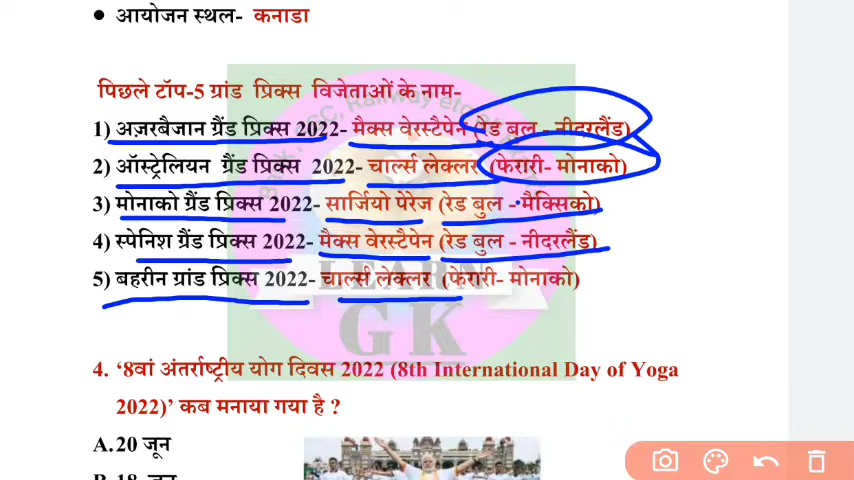 • आयोजन स्थल- कनाडा
पिछले टॉप-5 ग्रांड प्रिक्स विजेताओं के नाम-
1) अज़रबैजान ग्रैंड प्रिक्स 2022- मैक्स वेरस्टैपेन (रेड बुल - नीदरलैंड)
2) ऑस्ट्रेलियन ग्रैंड प्रिक्स 2022- चार्ल्स लेक्लर (फेरारी- मोनाको)
3) मोनाको ग्रैंड प्रिक्स 2022- सार्जियो पेरेज (रेड बुल - मैक्सिको)
4) स्पेनिश ग्रैंड प्रिक्स 2022- मैक्स वेरस्टैपेन (रेड बुल - नीदरलैंड)
5) बहरीन ग्रांड प्रिक्स 2022- चार्ल्स लेक्लर (फेरारी- मोनाको)
LEARN
GK
4. ‘8वां अंतर्राष्ट्रीय योग दिवस 2022 (8th International Day of Yoga
2022)’ कब मनाया गया है ?
A.20 जून
B.18 जून